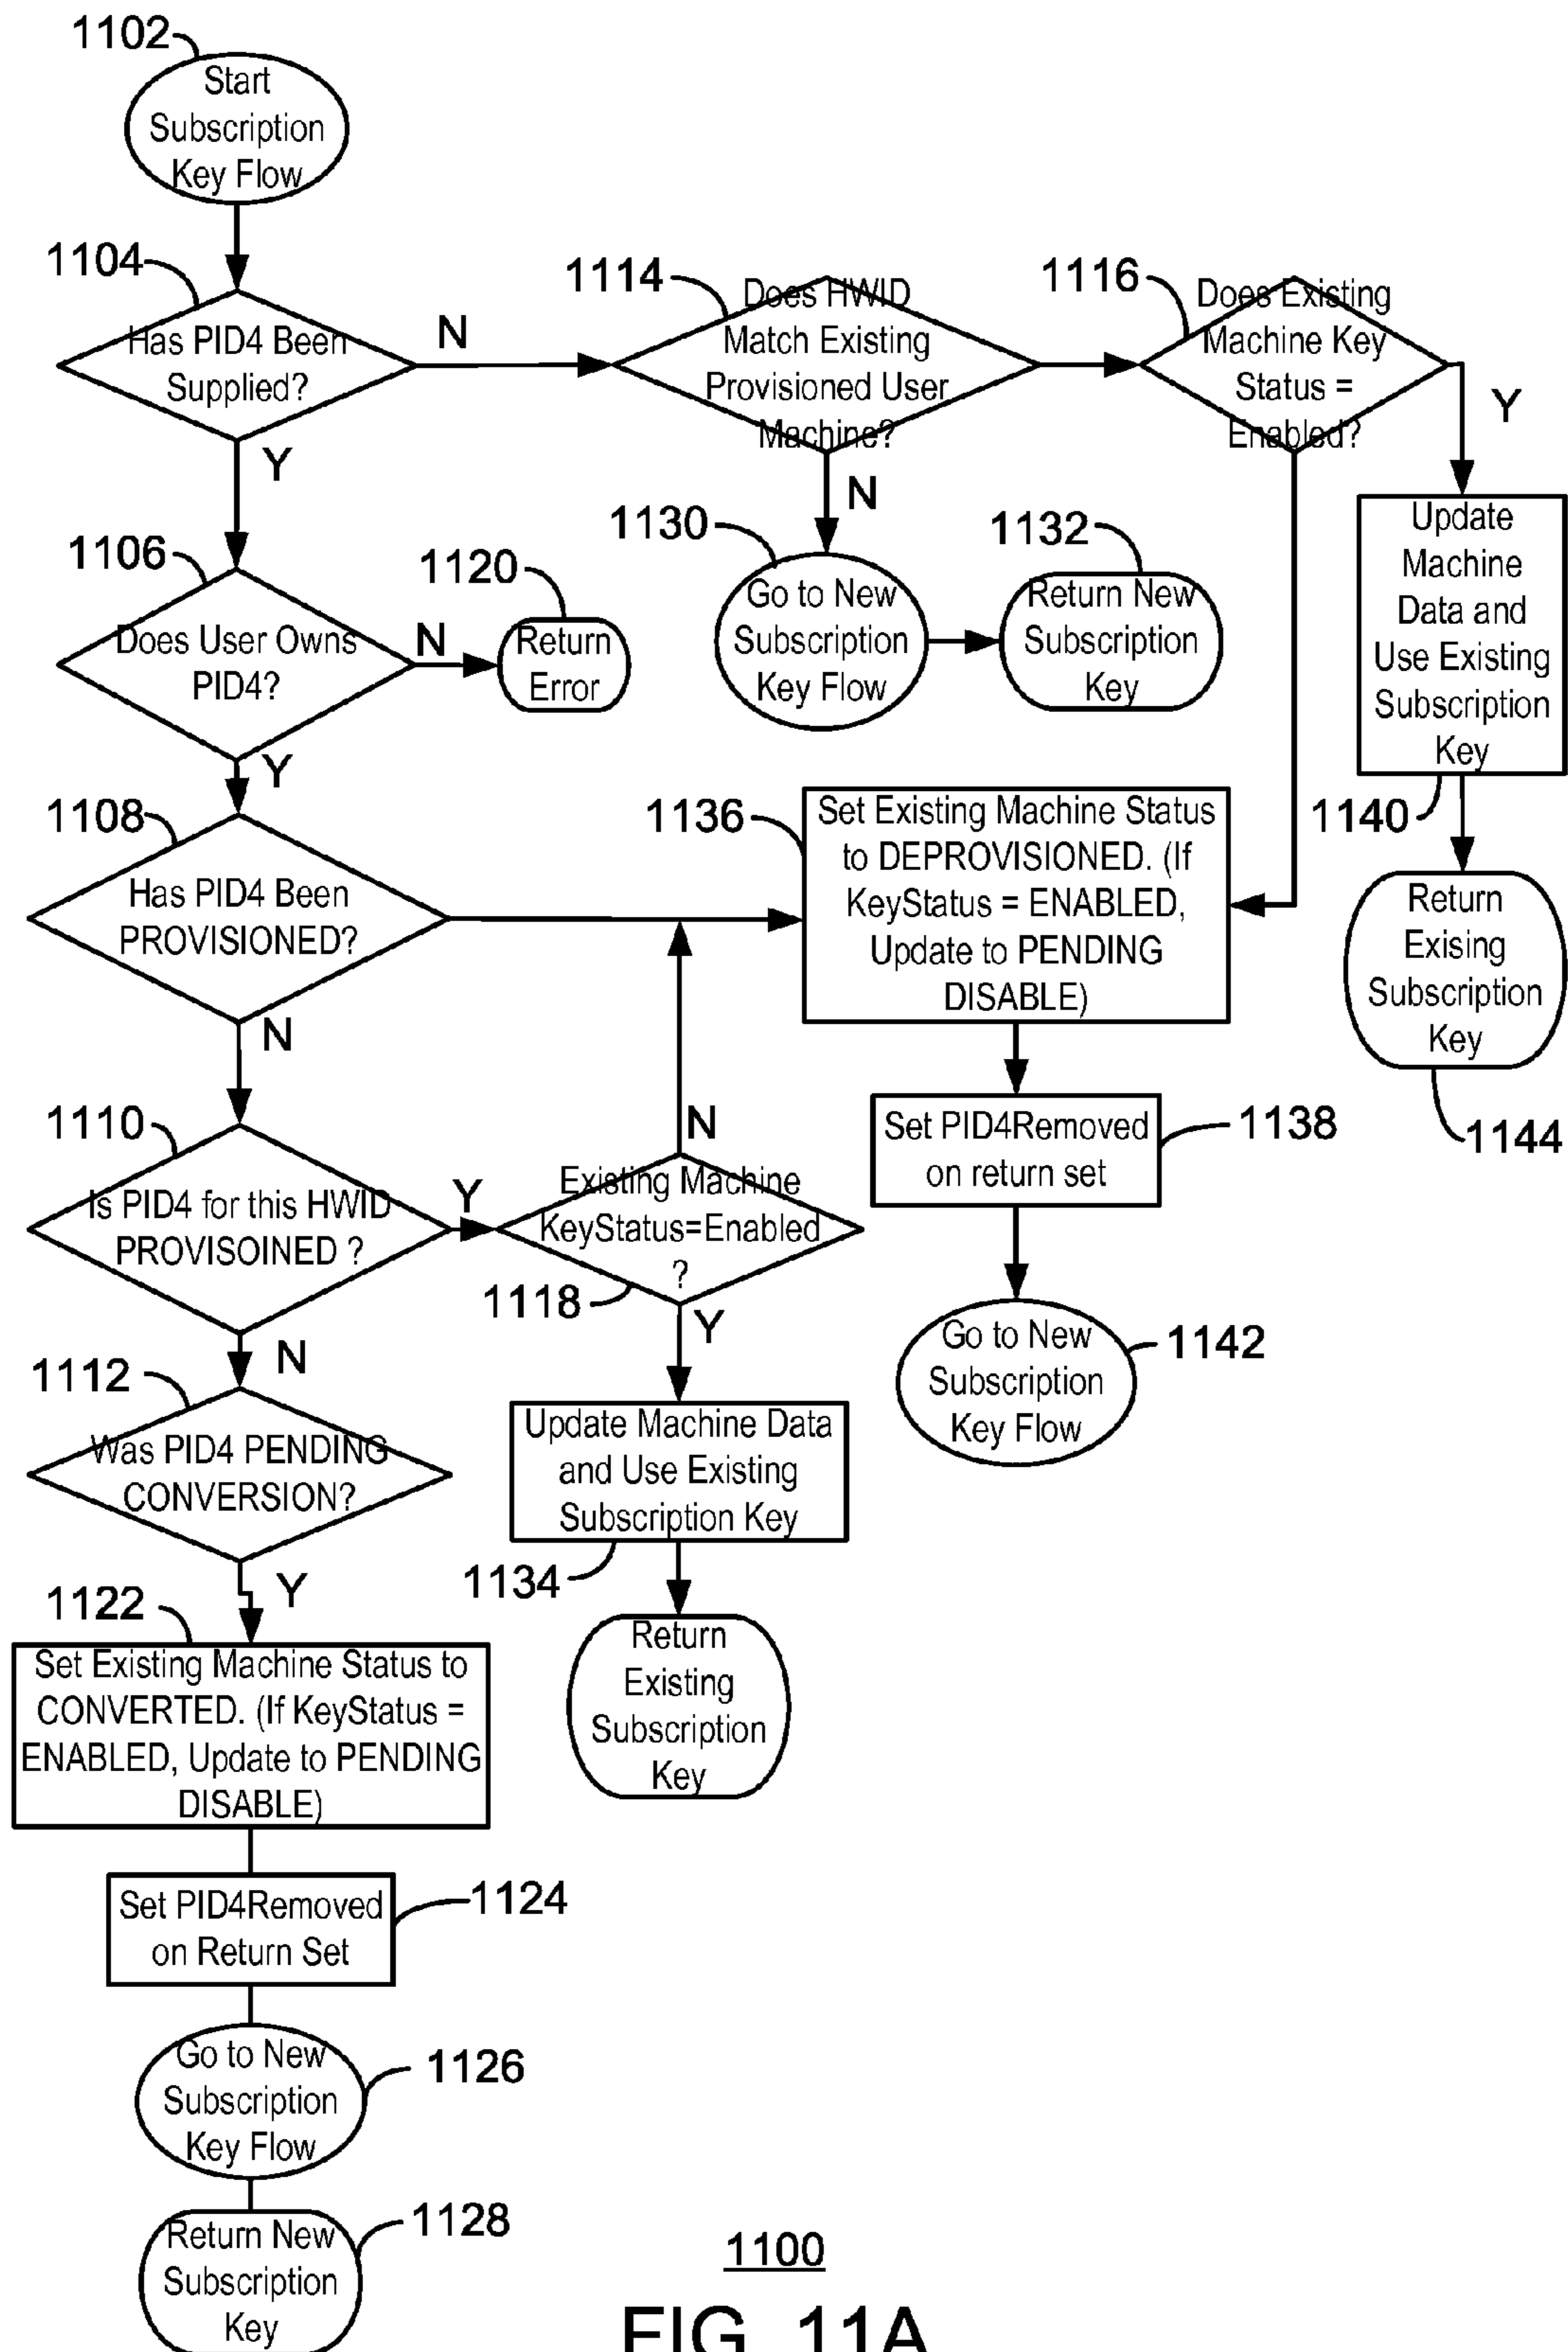 1102
Start
Subscription
Key Flow
1104
Has PID4 Been
Supplied?
N
Y
1114
Does HWID
Match Existing
Provisioned User
Machine?
N
1116
Does Existing
Machine Key
Status =
Enabled?
Y
1106
Does User Owns
PID4?
N
Y
1120
Return
Error
1130
Go to New
Subscription
Key Flow
1132
Return New
Subscription
Key
Update
Machine
Data and
Use Existing
Subscription
Key
1140
1108
Has PID4 Been
PROVISIONED?
N
1136
Set Existing Machine Status
to DEPROVISIONED. (If
KeyStatus = ENABLED,
Update to PENDING
DISABLE)
Return
Exising
Subscription
Key
1144
1110
Is PID4 for this HWID
PROVISOINED ?
Y
N
N
Existing Machine
KeyStatus=Enabled
?
1118
Y
Set PID4Removed
on return set
1138
Go to New
Subscription
Key Flow
1142
1112
Was PID4 PENDING
CONVERSION?
Y
Update Machine Data
and Use Existing
Subscription Key
1134
Return
Existing
Subscription
Key
1122
Set Existing Machine Status to
CONVERTED. (If KeyStatus =
ENABLED, Update to PENDING
DISABLE)
Set PID4Removed
on Return Set
1124
Go to New
Subscription
Key Flow
1126
Return New
Subscription
Key
1128
1100
FIG. 11A